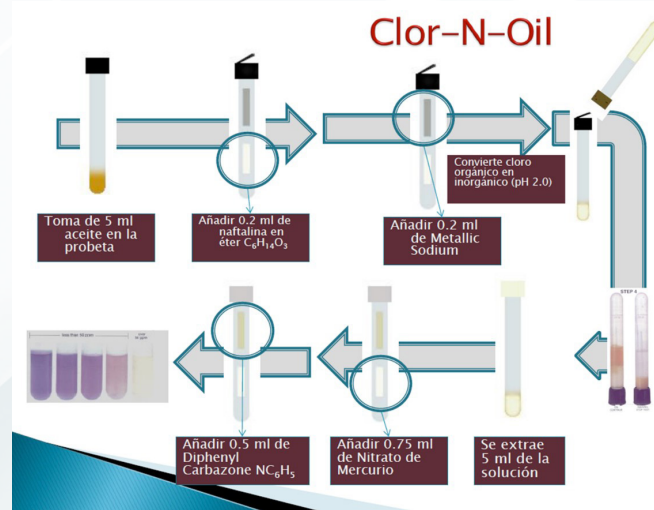 Clor-N-Oil
Toma de 5 ml
aceite en la
probeta
Añadir 0.2 ml de
naftalina en
éter C₆H₁₄O₃
Añadir 0.2 ml
de Metallic
Sodium
Convierte cloro
orgánico en
inorgánico (pH 2.0)
STEP 4
Se extrae
5 ml de la
solución
Añadir 0.75 ml
de Nitrato de
Mercurio
Añadir 0.5 ml de
Diphenyl
Carbazone NC₆H₅